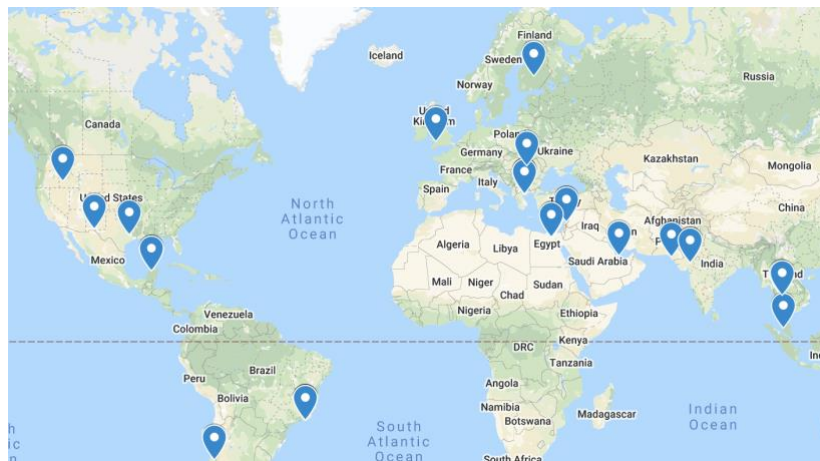 Finland
Iceland
Sweden
Norway
Russia
Canada
United
Kingdom
Poland
Germany
Ukraine
Kazakhstan
Mongolia
France
Spain
Italy
United States
North
Atlantic
Ocean
Afghanistan
China
Iraq
Algeria
Libya
Egypt
Mexico
Saudi Arabia
India
Mali
Niger
Sudan
Chad
Nigeria
Ethiopia
Venezuela
Colombia
DRC
Kenya
Tanzania
Peru
Brazil
Bolivia
Angola
Namibia
Botswana
Madagascar
Indian
Ocean
South
Atlantic
Ocean
South Africa